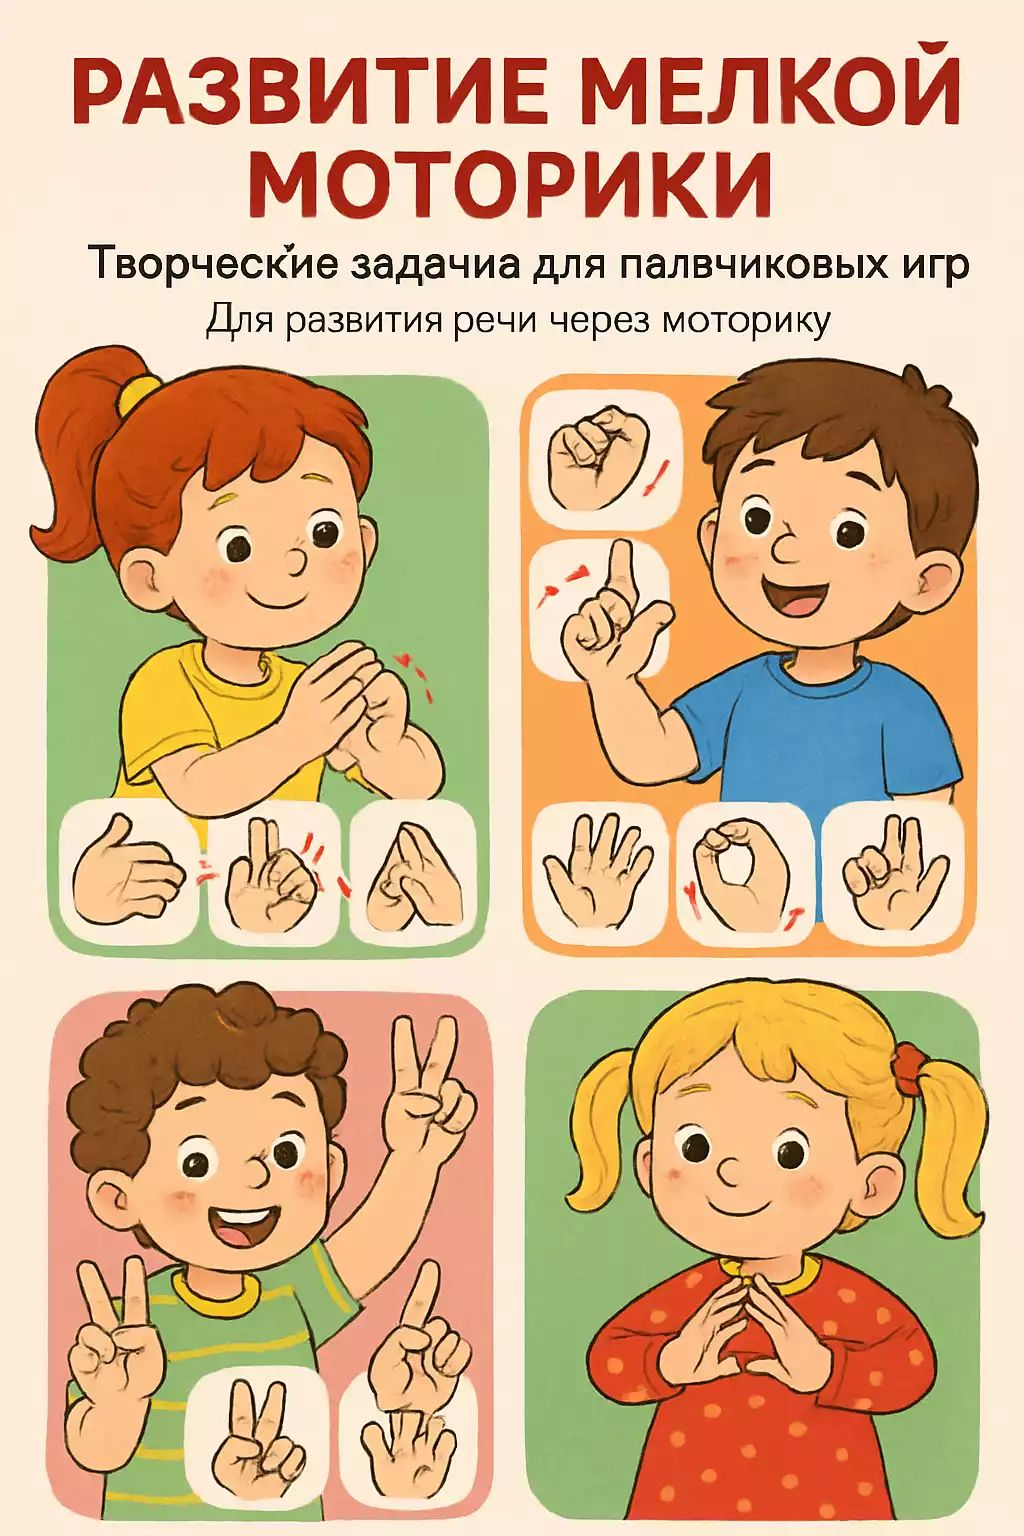 РАЗВИТИЕ МЕЛКОЙ
МОТОРИКИ
Творческие задачиа для палвчиковых игр
Для развития речи через моторику